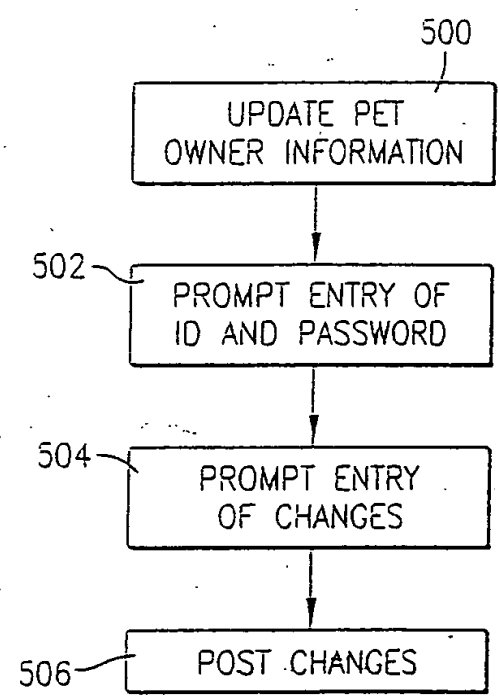 500
UPDATE PET
OWNER INFORMATION
502
PROMPT ENTRY OF
ID AND PASSWORD
504
PROMPT ENTRY
OF CHANGES
506
POST CHANGES